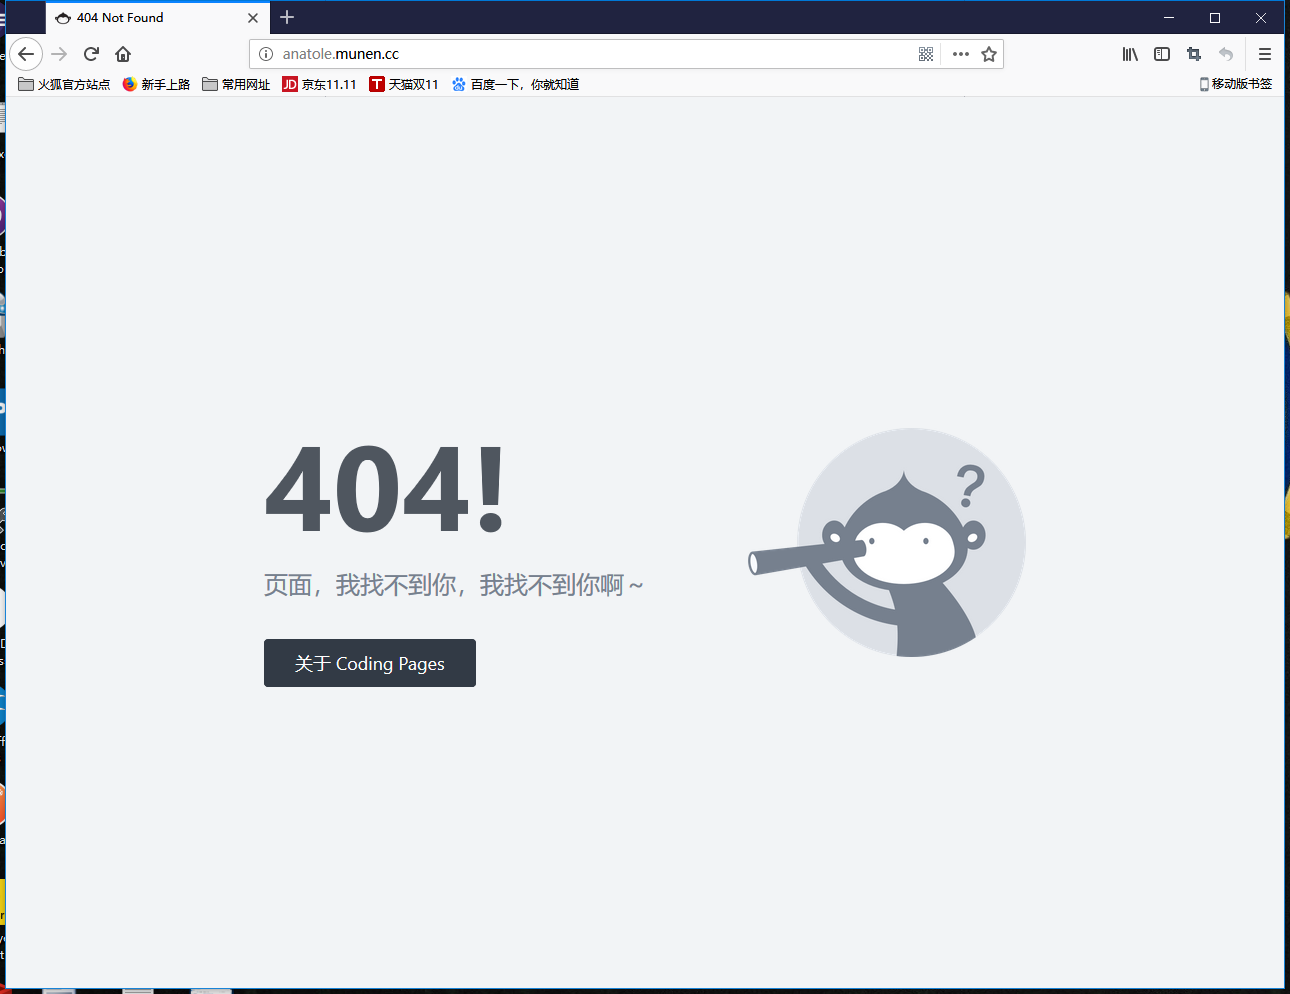 404 Not Found
anatole.munen.cc
火狐官方站点 新手上路 常用网址 JD 京东11.11 T 天猫双11 百度一下，你就知道 移动版书签
404!
?
页面，我找不到你，我找不到你啊～
关于 Coding Pages